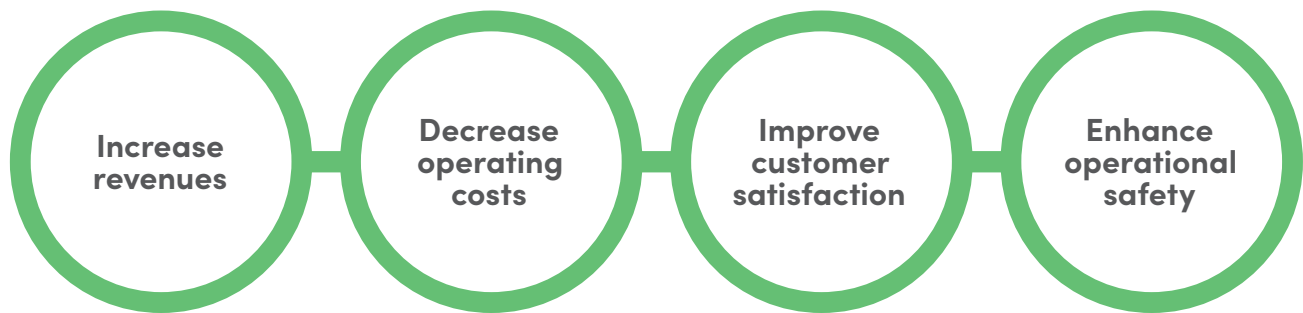 Increase
revenues
Decrease
operating
costs
Improve
customer
satisfaction
Enhance
operational
safety